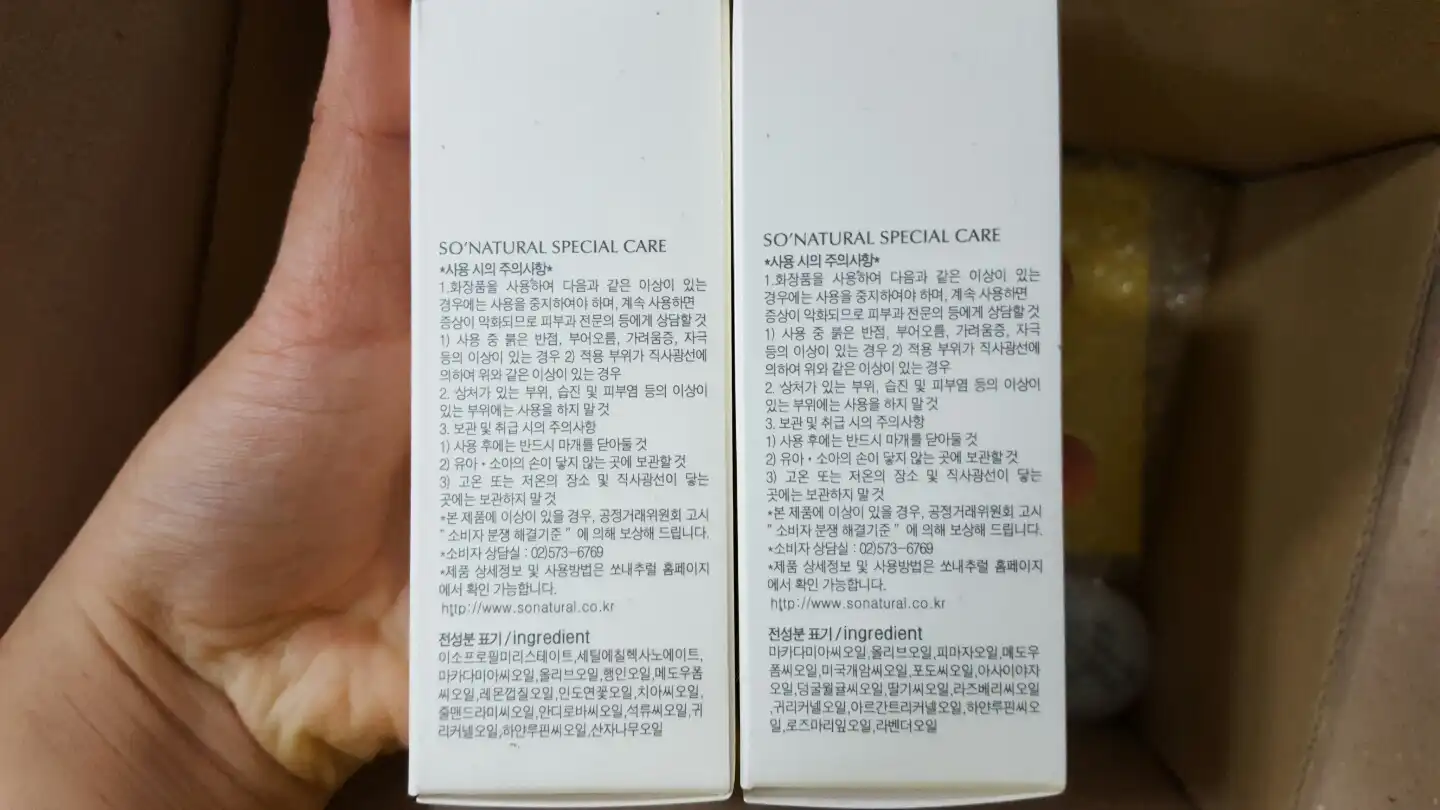 SO'NATURAL SPECIAL CARE
*사용 시의 주의사항*
1.화장품을 사용하여 다음과 같은 이상이 있는
경우에는 사용을 중지하여야 하며, 계속 사용하면
증상이 악화되므로 피부과 전문의 등에게 상담할 것
1) 사용 중 붉은 반점, 부어오름, 가려움증, 자극
등의 이상이 있는 경우 2) 적용 부위가 직사광선에
의하여 위와 같은 이상이 있는 경우
2. 상처가 있는 부위, 습진 및 피부염 등의 이상이
있는 부위에는 사용을 하지 말 것
3. 보관 및 취급 시의 주의사항
1) 사용 후에는 반드시 마개를 닫아둘 것
2) 유아·소아의 손이 닿지 않는 곳에 보관할 것
3) 고온 또는 저온의 장소 및 직사광선이 닿는
곳에는 보관하지 말 것
*본 제품에 이상이 있을 경우, 공정거래위원회 고시
" 소비자 분쟁 해결기준 " 에 의해 보상해 드립니다.
*소비자 상담실 : 02)573-6769
*제품 상세정보 및 사용방법은 쏘내추럴 홈페이지
에서 확인 가능합니다.
http://www.sonatural.co.kr
전성분 표기/ingredient
이소프로필미리스테이트,세틸에칠헥사노에이트,
마카다미아씨오일,올리브오일,행인오일,메도우폼
씨오일,레몬껍질오일,인도연꽃오일,치아씨오일,
줄맨드라미씨오일,안디로바씨오일,석류씨오일,귀
리커넬오일,하얀루핀씨오일,산자나무오일
SO'NATURAL SPECIAL CARE
*사용 시의 주의사항*
1.화장품을 사용하여 다음과 같은 이상이 있는
경우에는 사용을 중지하여야 하며, 계속 사용하면
증상이 악화되므로 피부과 전문의 등에게 상담할 것
1) 사용 중 붉은 반점, 부어오름, 가려움증, 자극
등의 이상이 있는 경우 2) 적용 부위가 직사광선에
의하여 위와 같은 이상이 있는 경우
2. 상처가 있는 부위, 습진 및 피부염 등의 이상이
있는 부위에는 사용을 하지 말 것
3. 보관 및 취급 시의 주의사항
1) 사용 후에는 반드시 마개를 닫아둘 것
2) 유아·소아의 손이 닿지 않는 곳에 보관할 것
3) 고온 또는 저온의 장소 및 직사광선이 닿는
곳에는 보관하지 말 것
*본 제품에 이상이 있을 경우, 공정거래위원회 고시
" 소비자 분쟁 해결기준 " 에 의해 보상해 드립니다.
*소비자 상담실 : 02)573-6769
*제품 상세정보 및 사용방법은 쏘내추럴 홈페이지
에서 확인 가능합니다.
http://www.sonatural.co.kr
전성분 표기/ingredient
마카다미아씨오일,올리브오일,피마자오일,메도우
폼씨오일,미국개암씨오일,포도씨오일,아사이야자
오일,덩굴월귤씨오일,딸기씨오일,라즈베리씨오일
,귀리커넬오일,아르간트리커넬오일,하얀루핀씨오
일,로즈마리잎오일,라벤더오일